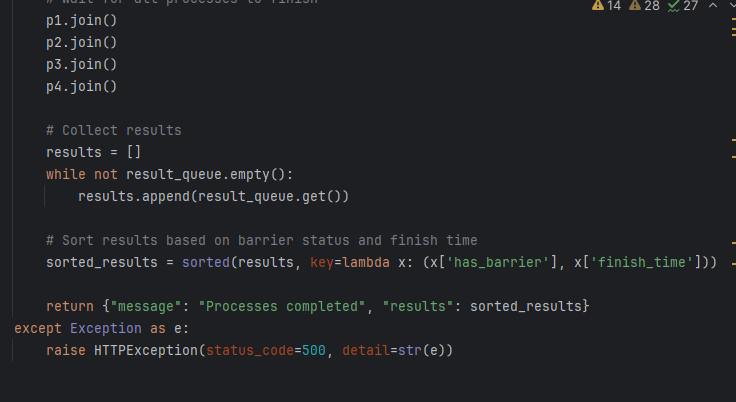 14 28 27
# Wait for all processes to finish
p1.join()
p2.join()
p3.join()
p4.join()
# Collect results
results = []
while not result_queue.empty():
results.append(result_queue.get())
# Sort results based on barrier status and finish time
sorted_results = sorted(results, key=lambda x: (x['has_barrier'], x['finish_time']))
return {"message": "Processes completed", "results": sorted_results}
except Exception as e:
raise HTTPException(status_code=500, detail=str(e))